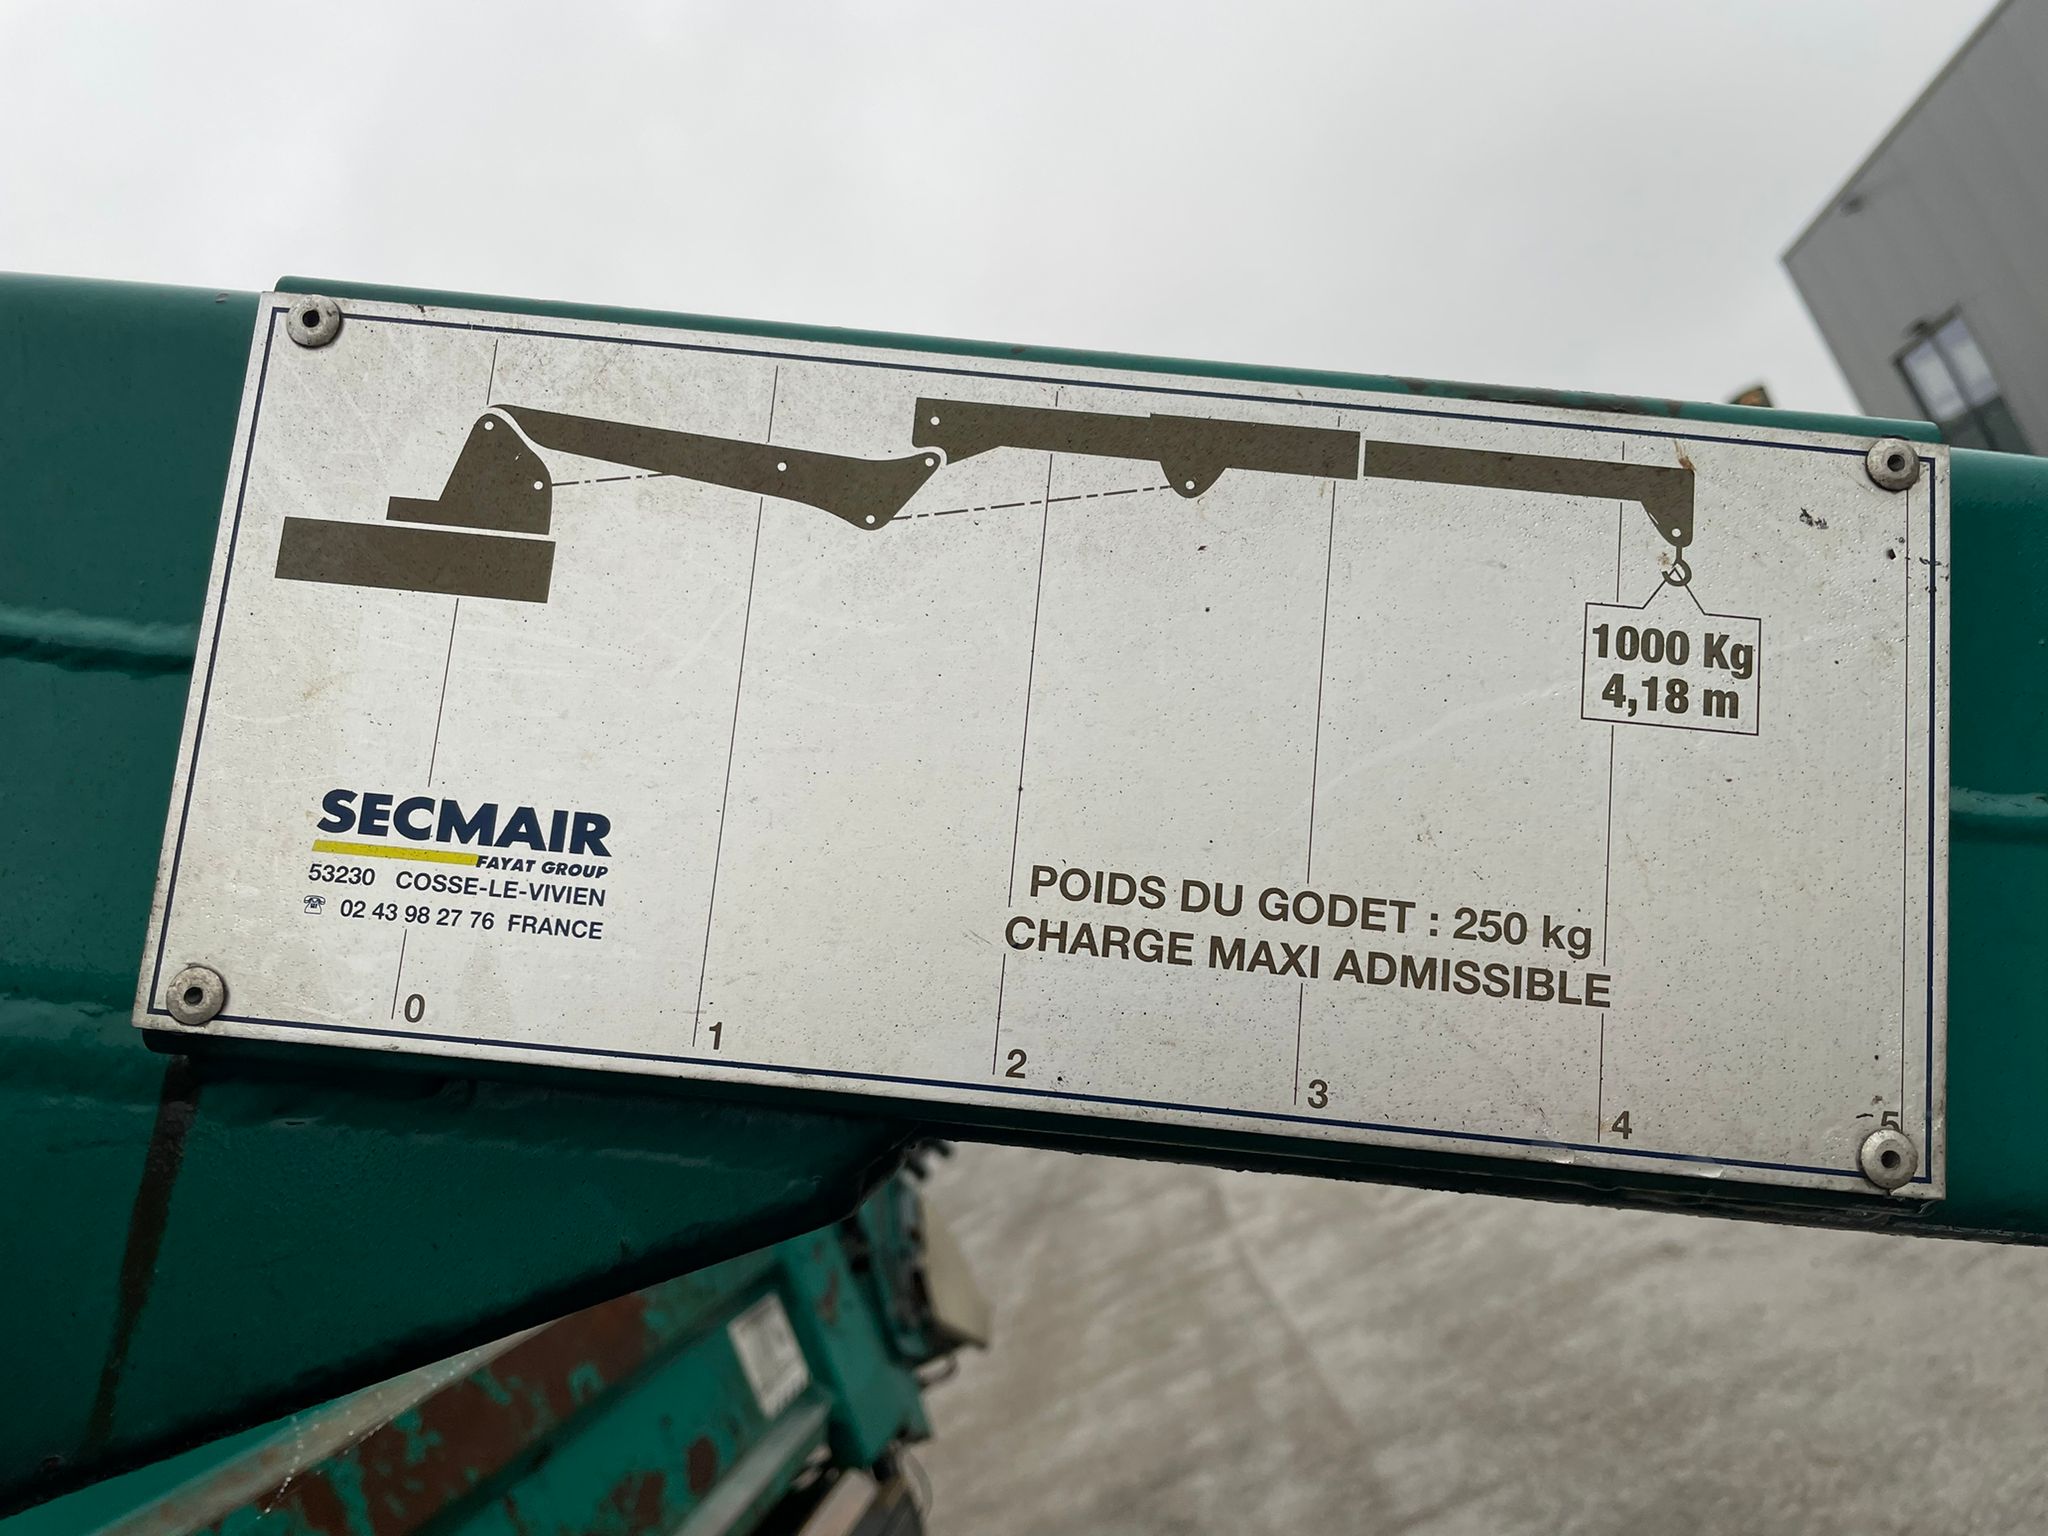 1000 Kg
4,18 m
SECMAIR
FAYAT GROUP
53230 COSSE-LE-VIVIEN
☏ 02 43 98 27 76 FRANCE
POIDS DU GODET : 250 kg
CHARGE MAXI ADMISSIBLE
0 1 2 3 4 5